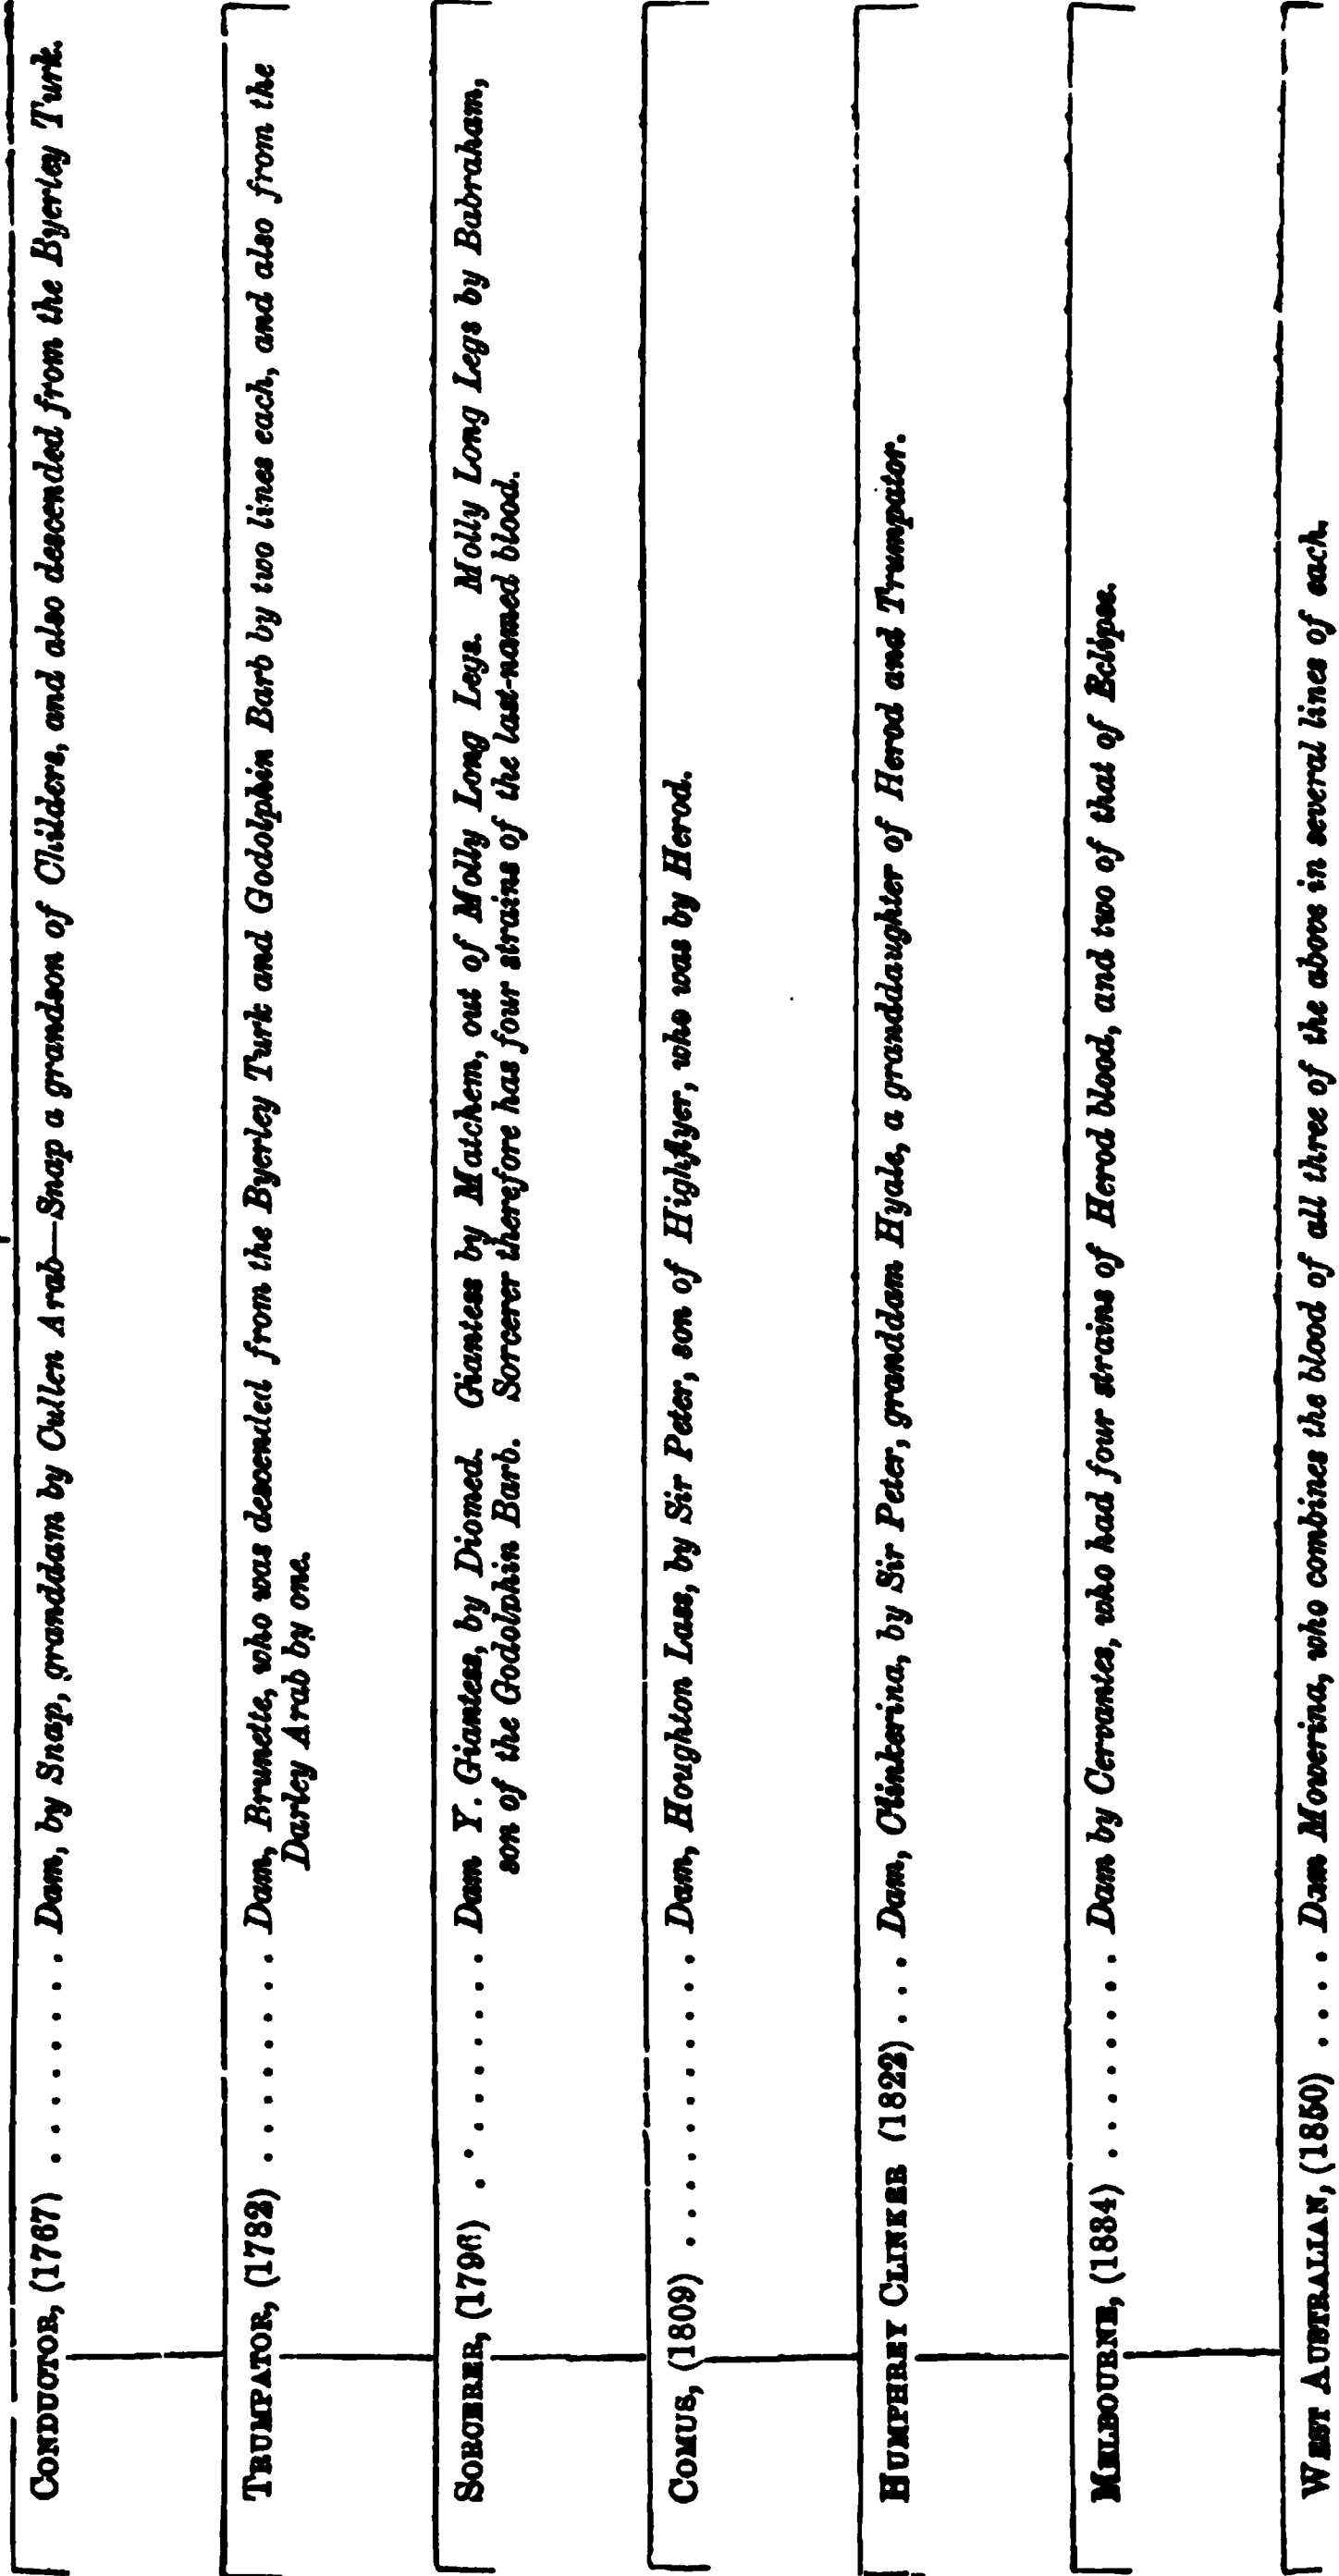 CONDUCTOR, (1767) . . . . . . . . Dam, by Snap, granddam by Cullen Arab—Snap a grandson of Childers, and also descended from the Byerley Turk.
TRUMPATOR, (1782) . . . . . . . . Dam, Brunette, who was descended from the Byerley Turk and Godolphin Barb by two lines each, and also from the
Darley Arab by one.
SORCERER, (1796) . . . . . . . . . Dam Y. Giantess, by Diomed. Giantess by Matchem, out of Molly Long Legs. Molly Long Legs by Babraham,
son of the Godolphin Barb. Sorcerer therefore has four strains of the last-named blood.
COMUS, (1809) . . . . . . . . . . . Dam, Houghton Lass, by Sir Peter, son of Highflyer, who was by Herod.
HUMPHREY CLINKER (1822) . . . Dam, Clinkerina, by Sir Peter, granddam Hyale, a granddaughter of Herod and Trumpator.
MELBOURNE, (1834) . . . . . . . . Dam by Cervantes, who had four strains of Herod blood, and two of that of Eclipse.
WEST AUSTRALIAN, (1850) . . . . Dam Mowerina, who combines the blood of all three of the above in several lines of each.